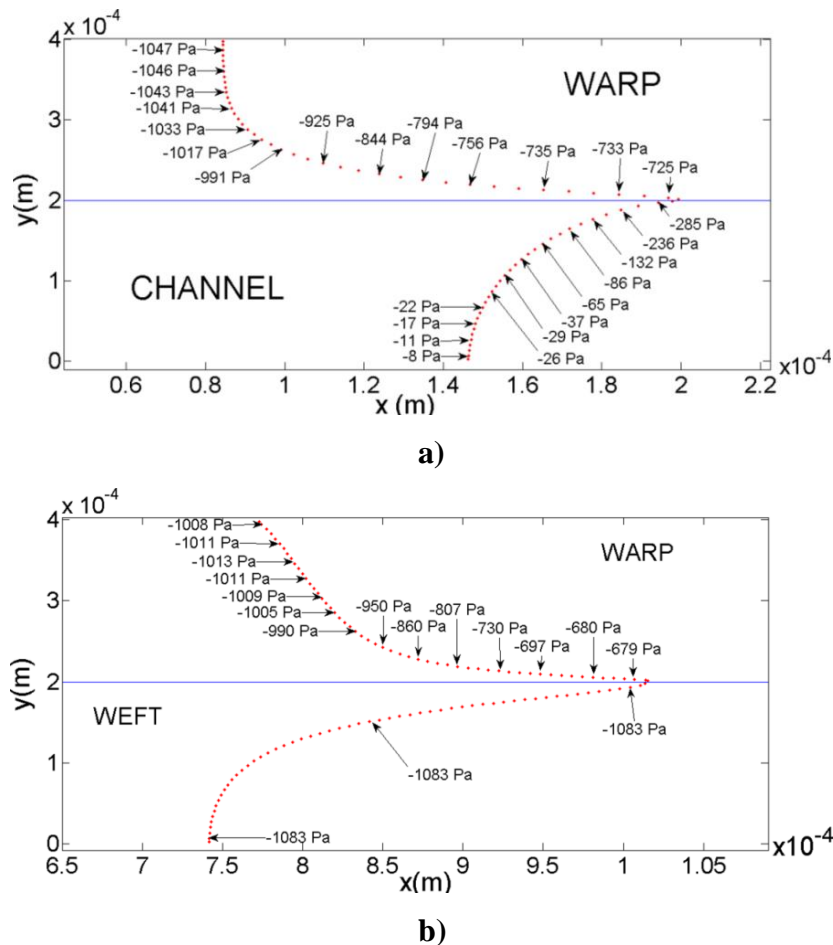 4 x 10⁻⁴
-1047 Pa
-1046 Pa
-1043 Pa
-1041 Pa
-1033 Pa
-1017 Pa
-991 Pa
-925 Pa
-844 Pa
-794 Pa
-756 Pa
-735 Pa
-733 Pa
-725 Pa
WARP
3
y(m)
2
-285 Pa
-236 Pa
-132 Pa
-86 Pa
-65 Pa
-37 Pa
-29 Pa
-26 Pa
CHANNEL
1
-22 Pa
-17 Pa
-11 Pa
-8 Pa
0
0.6 0.8 1 1.2 1.4 1.6 1.8 2 2.2
x10⁻⁴
x (m)
a)
4 x 10⁻⁴
-1008 Pa
-1011 Pa
-1013 Pa
-1011 Pa
-1009 Pa
-1005 Pa
-990 Pa
-950 Pa
-860 Pa
-807 Pa
-730 Pa
-697 Pa
-680 Pa
-679 Pa
WARP
3
y(m)
2
WEFT
-1083 Pa
-1083 Pa
1
-1083 Pa
0
6.5 7 7.5 8 8.5 9 9.5 1 1.05
x10⁻⁴
x(m)
b)